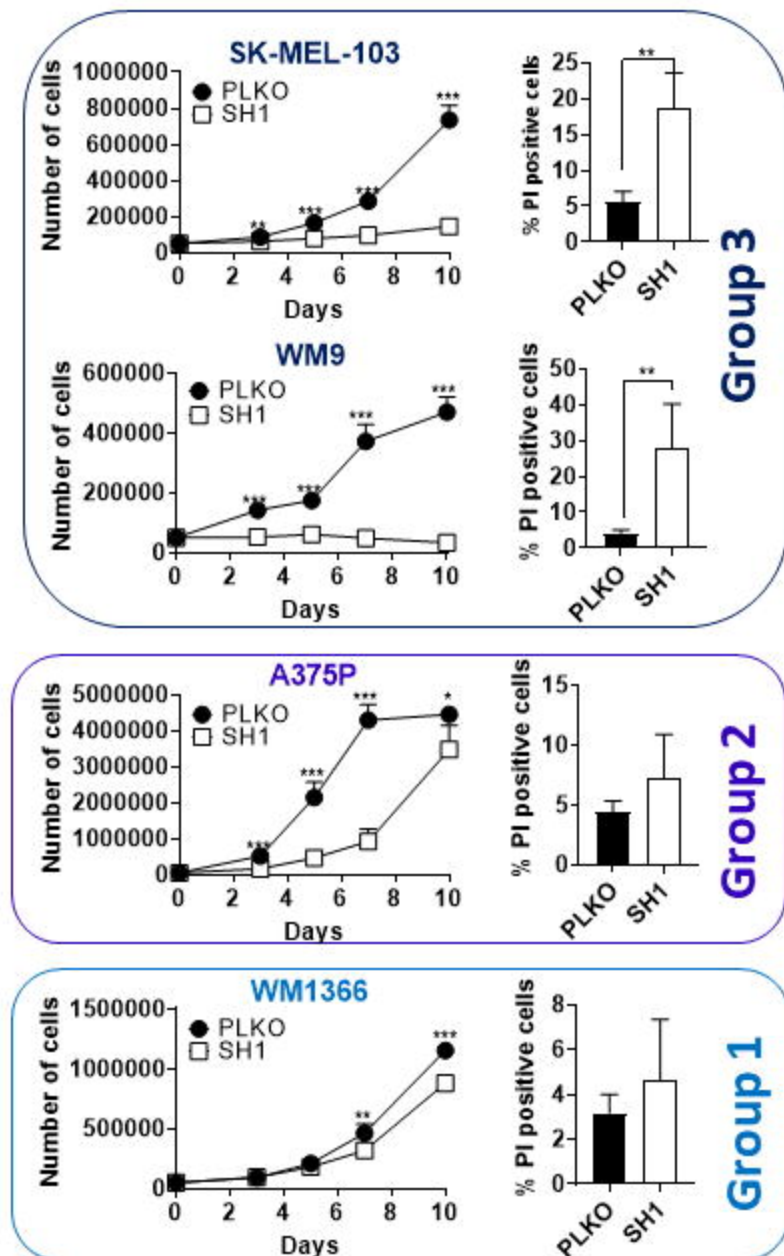 SK-MEL-103
Number of cells
1000000
800000
600000
400000
200000
0
PLKO
SH1
**
***
***
***
0 2 4 6 8 10
Days
% PI positive cells
25
20
15
10
5
0
**
PLKO
SH1
WM9
Number of cells
600000
400000
200000
0
PLKO
SH1
***
***
***
***
0 2 4 6 8 10
Days
% PI positive cells
50
40
30
20
10
0
**
PLKO
SH1
Group 3
A375P
Number of cells
5000000
4000000
3000000
2000000
1000000
0
PLKO
SH1
***
***
***
*
0 2 4 6 8 10
Days
% PI positive cells
15
10
5
0
PLKO
SH1
Group 2
WM1366
Number of cells
1500000
1000000
500000
0
PLKO
SH1
**
***
0 2 4 6 8 10
Days
% PI positive cells
8
6
4
2
0
PLKO
SH1
Group 1